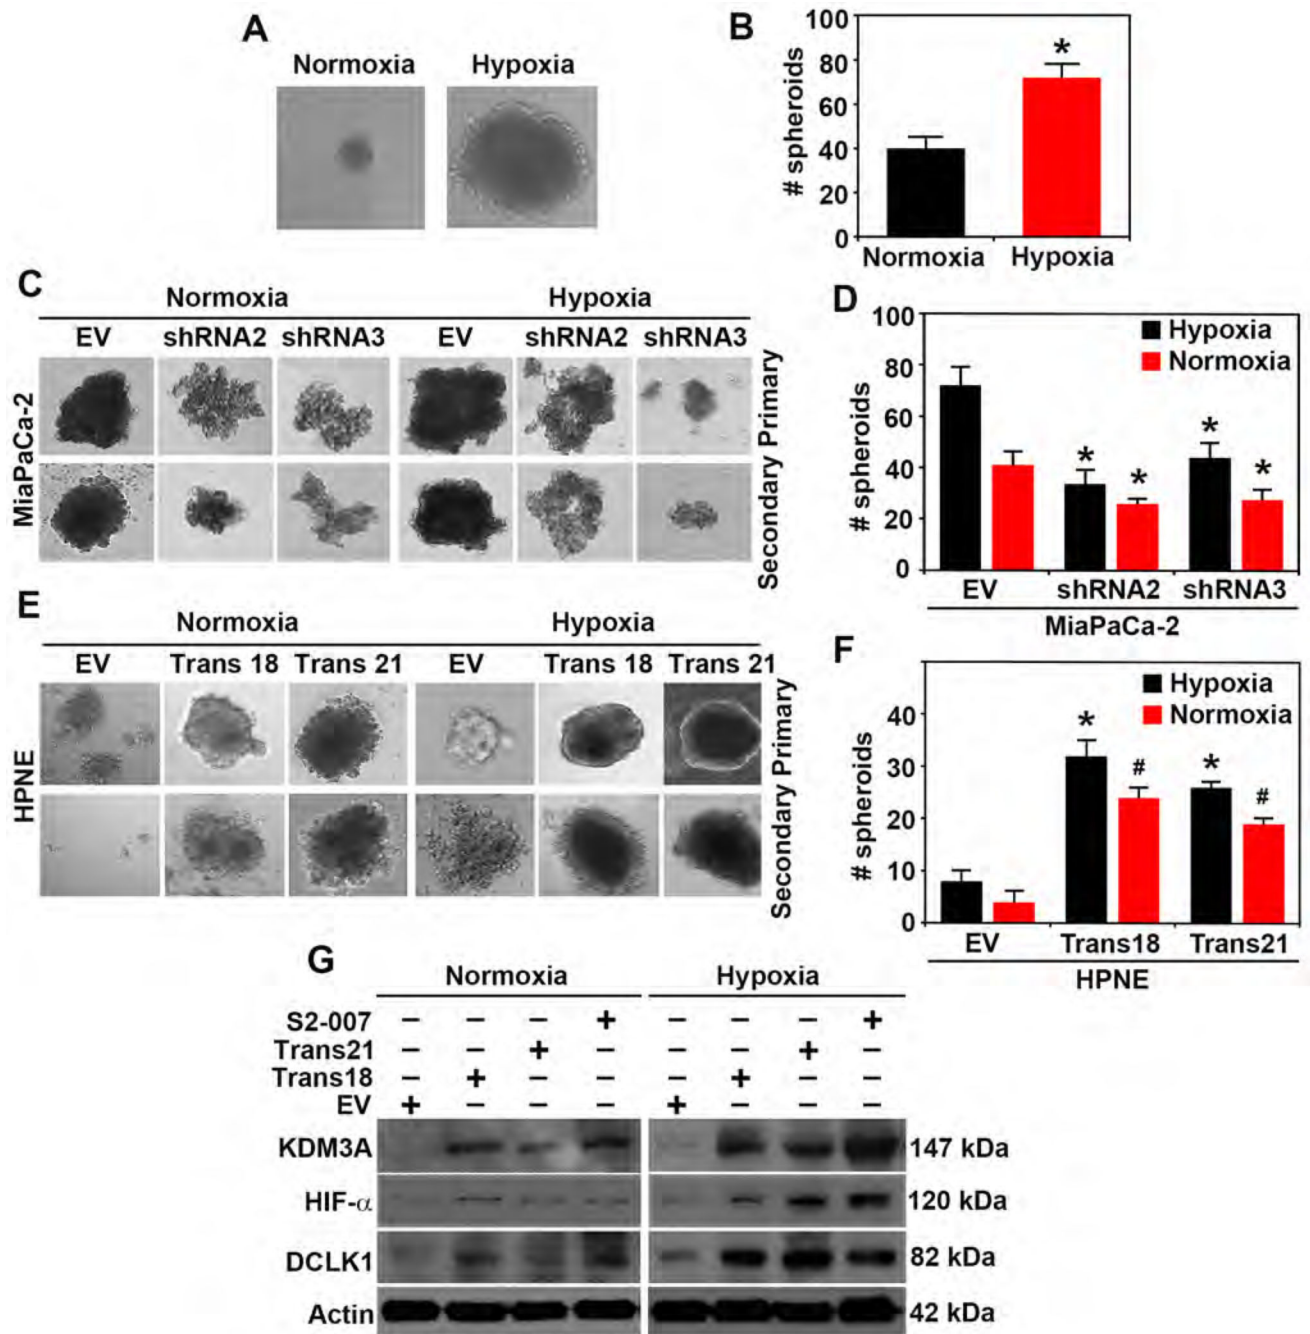 A
Normoxia Hypoxia
B
# spheroids
100
80
60
40
20
0
*
Normoxia Hypoxia
C
Normoxia Hypoxia
EV shRNA2 shRNA3 EV shRNA2 shRNA3
MiaPaCa-2
Secondary Primary
D
# spheroids
100
80
60
40
20
0
Hypoxia
Normoxia
* * * *
EV shRNA2 shRNA3
MiaPaCa-2
E
Normoxia Hypoxia
EV Trans 18 Trans 21 EV Trans 18 Trans 21
HPNE
Secondary Primary
F
# spheroids
40
30
20
10
0
Hypoxia
Normoxia
* # * #
EV Trans18 Trans21
HPNE
G
Normoxia Hypoxia
S2-007 − − − + − − − +
Trans21 − − + − − − + −
Trans18 − + − − − + − −
EV + − − − + − − −
KDM3A 147 kDa
HIF-α 120 kDa
DCLK1 82 kDa
Actin 42 kDa